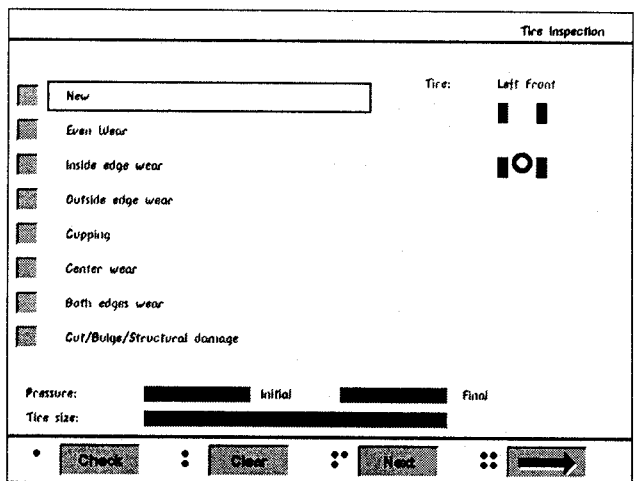 Tire Inspection
Tire: Left Front
New
Even Wear
Inside edge wear
Outside edge wear
Cupping
Center wear
Both edges wear
Cut/Bulge/Structural damage
Pressure: Initial Final
Tire size:
Check Clear Next